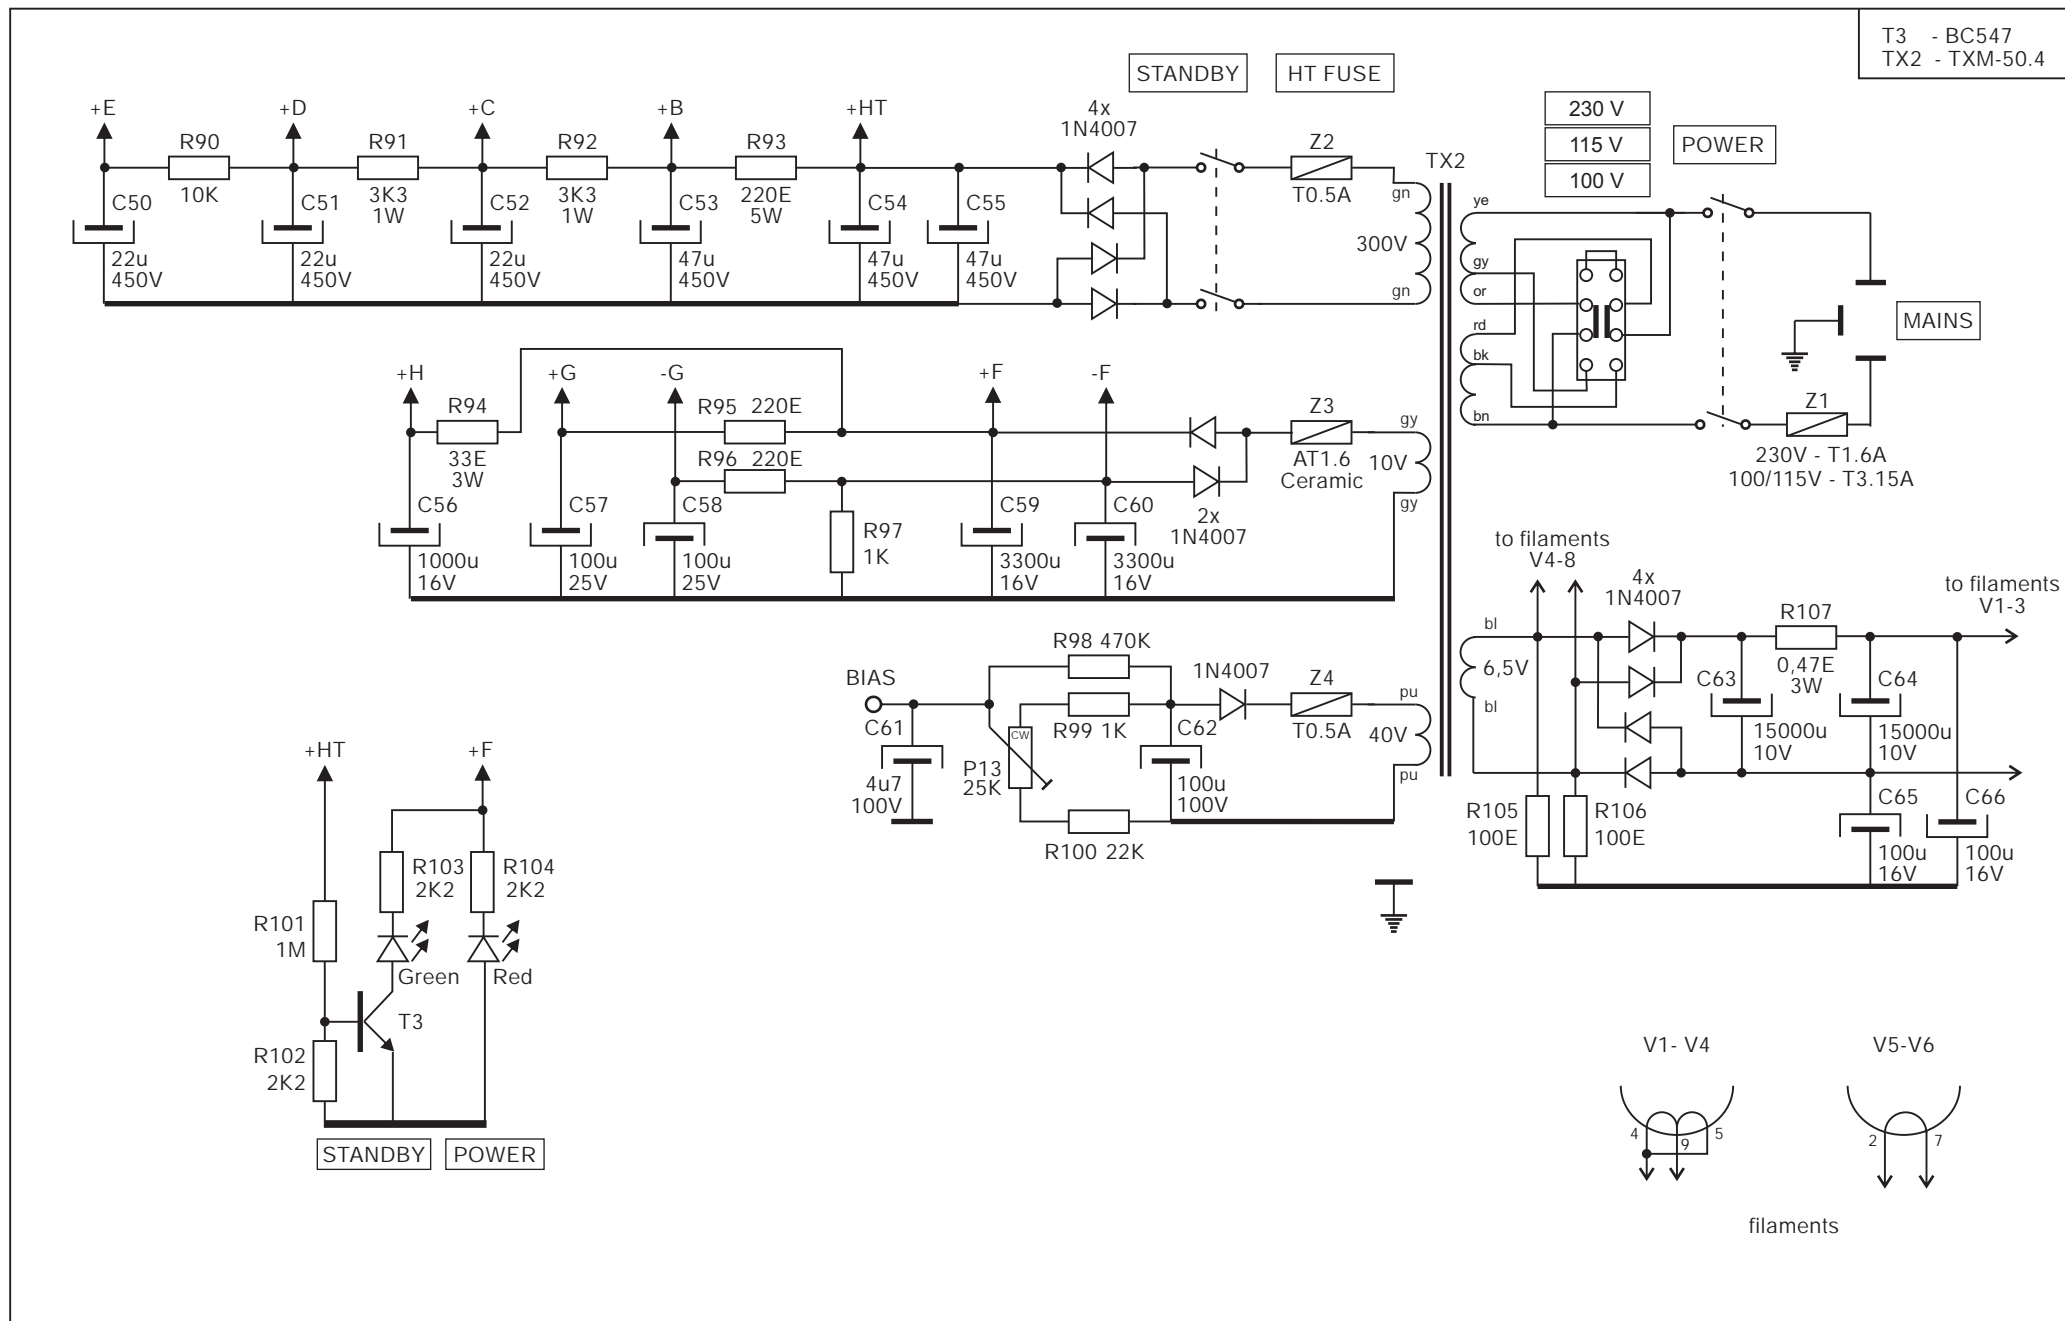 T3 - BC547
TX2 - TXM-50.4
STANDBY
HT FUSE
230 V
115 V
100 V
POWER
+E
+D
+C
+B
+HT
4x
1N4007
R90
10K
R91
3K3
1W
R92
3K3
1W
R93
220E
5W
Z2
T0.5A
TX2
C50
22u
450V
C51
22u
450V
C52
22u
450V
C53
47u
450V
C54
47u
450V
C55
47u
450V
gn
300V
gn
ye
gy
or
rd
bk
bn
MAINS
+H
+G
-G
+F
-F
R94
33E
3W
R95 220E
R96 220E
Z3
AT1.6
Ceramic
gy
10V
gy
Z1
230V - T1.6A
100/115V - T3.15A
C56
1000u
16V
C57
100u
25V
C58
100u
25V
R97
1K
C59
3300u
16V
C60
3300u
16V
2x
1N4007
to filaments
V4-8
4x
1N4007
to filaments
V1-3
R107
0,47E
3W
bl
6,5V
bl
C63
15000u
10V
C64
15000u
10V
BIAS
R98 470K
R99 1K
1N4007
Z4
T0.5A
pu
40V
pu
C61
4u7
100V
CW
P13
25K
C62
100u
100V
R100 22K
R105
100E
R106
100E
C65
100u
16V
C66
100u
16V
+HT
+F
R103
2K2
R104
2K2
R101
1M
Green
Red
T3
R102
2K2
STANDBY
POWER
V1- V4
V5-V6
4
9
5
2
7
filaments